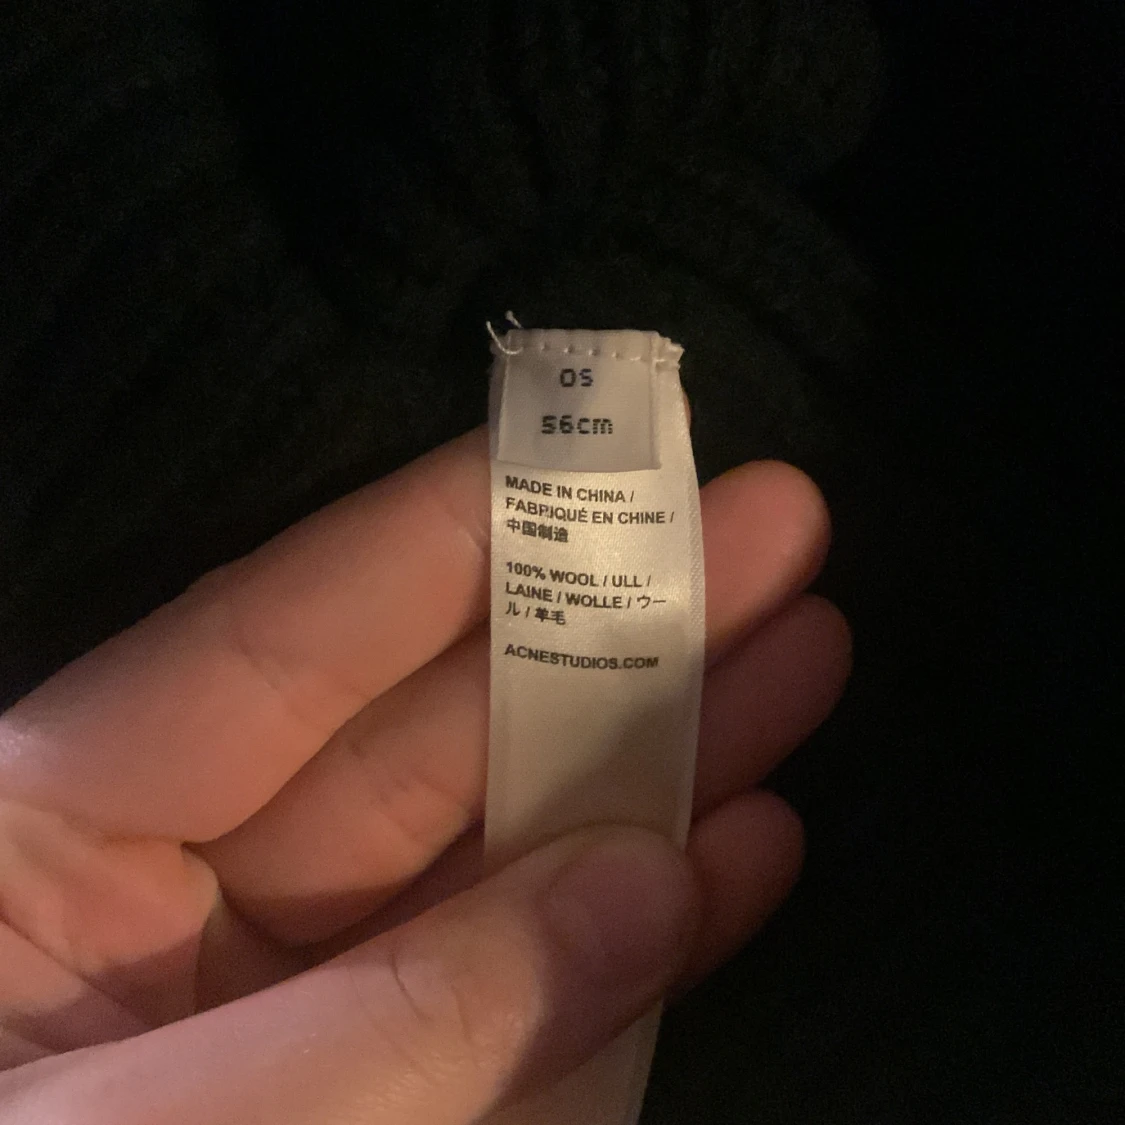 OS
56cm
MADE IN CHINA /
FABRIQUÉ EN CHINE /
中国制造
100% WOOL / ULL /
LAINE / WOLLE / ウー
ル / 羊毛
ACNESTUDIOS.COM